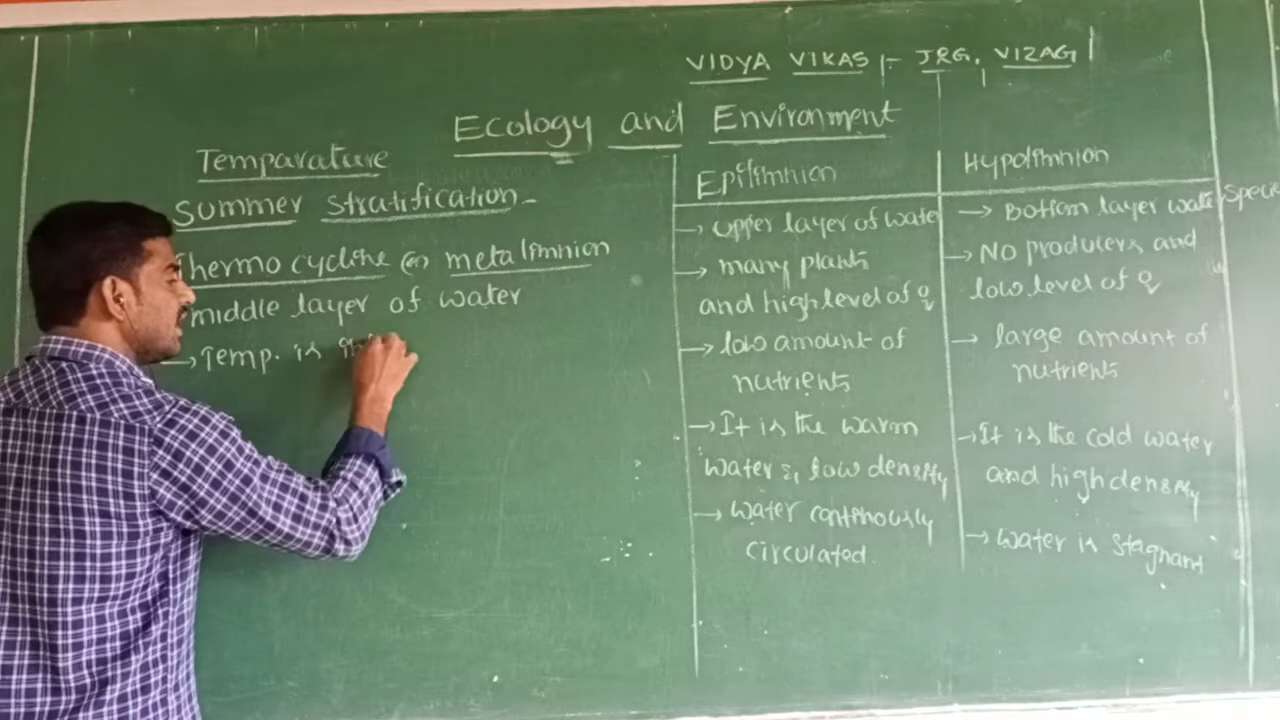 VIDYA VIKAS :- JRG, VIZAG
Ecology and Environment
Temparature
Summer stratification -
Thermo cycline (or) metalimnion
middle layer of water
→ Temp. is
Epilimnion
→ upper layer of water
→ many plants
and high level of O2
→ low amount of
nutrients
→ It is the warm
water & low density
→ water continously
circulated.
Hypolimnion
→ Bottom layer water
→ No producers and
low level of O2
→ large amount of
nutrients
→ It is the cold water
and high density
→ water is stagnant